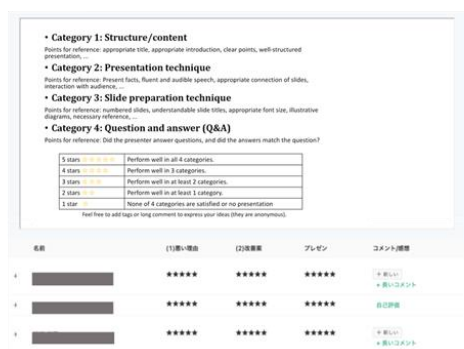 • Category 1: Structure/content
Points for reference: appropriate title, appropriate introduction, clear points, well-structured
presentation, ...
• Category 2: Presentation technique
Points for reference: Present facts, fluent and audible speech, appropriate connection of slides,
interaction with audience, ...
• Category 3: Slide preparation technique
Points for reference: numbered slides, understandable slide titles, appropriate font size, illustrative
diagrams, necessary reference, ...
• Category 4: Question and answer (Q&A)
Points for reference: Did the presenter answer questions, and did the answers match the question?
5 stars ★★★★★ Perform well in all 4 categories.
4 stars ★★★★ Perform well in 3 categories.
3 stars ★★★ Perform well in at least 2 categories.
2 stars ★★ Perform well in at least 1 category.
1 star ★ None of 4 categories are satisfied or no presentation
Feel free to add tags or long comment to express your ideas (they are anonymous).
名前 (1)悪い理由 (2)改善案 プレゼン コメント/感想
★★★★★ ★★★★★ ★★★★★ + 新しい
+ 長いコメント
★★★★★ ★★★★★ ★★★★★ 自己評価
★★★★★ ★★★★★ ★★★★★ + 新しい
+ 長いコメント